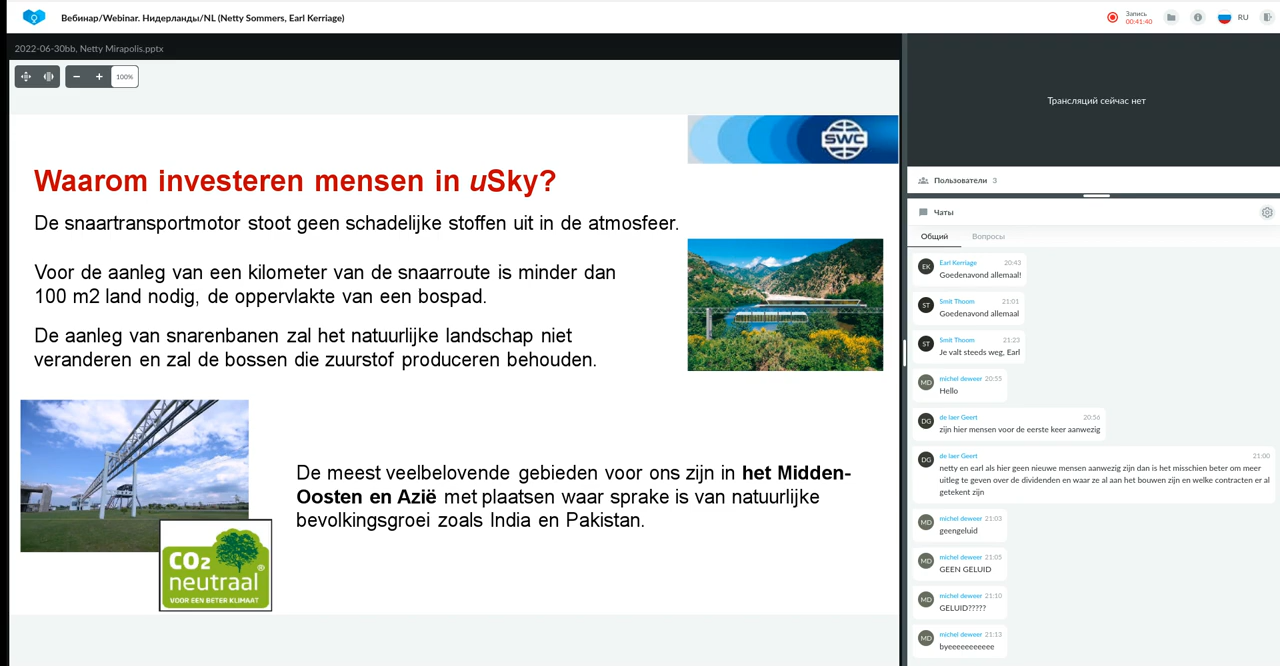 Вебинар/Webinar. Нидерланды/NL (Netty Sommers, Earl Kerriage)
Запись
00:41:40
RU
2022-06-30bb, Netty Mirapolis.pptx
100%
SWC
Waarom investeren mensen in uSky?
De snaartransportmotor stoot geen schadelijke stoffen uit in de atmosfeer.
Voor de aanleg van een kilometer van de snaarroute is minder dan
100 m2 land nodig, de oppervlakte van een bospad.
De aanleg van snarenbanen zal het natuurlijke landschap niet
veranderen en zal de bossen die zuurstof produceren behouden.
De meest veelbelovende gebieden voor ons zijn in het Midden-
Oosten en Azië met plaatsen waar sprake is van natuurlijke
bevolkingsgroei zoals India en Pakistan.
CO2
neutraal®
VOOR EEN BETER KLIMAAT
Трансляций сейчас нет
Пользователи 3
Чаты
Общий Вопросы
EK Earl Kerriage 20:43
Goedenavond allemaal!
ST Smit Thoom 21:01
Goedenavond allemaal
ST Smit Thoom 21:23
Je valt steeds weg, Earl
MD michel deweer 20:55
Hello
DG de laer Geert 20:56
zijn hier mensen voor de eerste keer aanwezig
DG de laer Geert 21:00
netty en earl als hier geen nieuwe mensen aanwezig zijn dan is het misschien beter om meer
uitleg te geven over de dividenden en waar ze al aan het bouwen zijn en welke contracten er al
getekent zijn
MD michel deweer 21:03
geengeluid
MD michel deweer 21:05
GEEN GELUID
MD michel deweer 21:10
GELUID?????
MD michel deweer 21:13
byeeeeeeeeeee